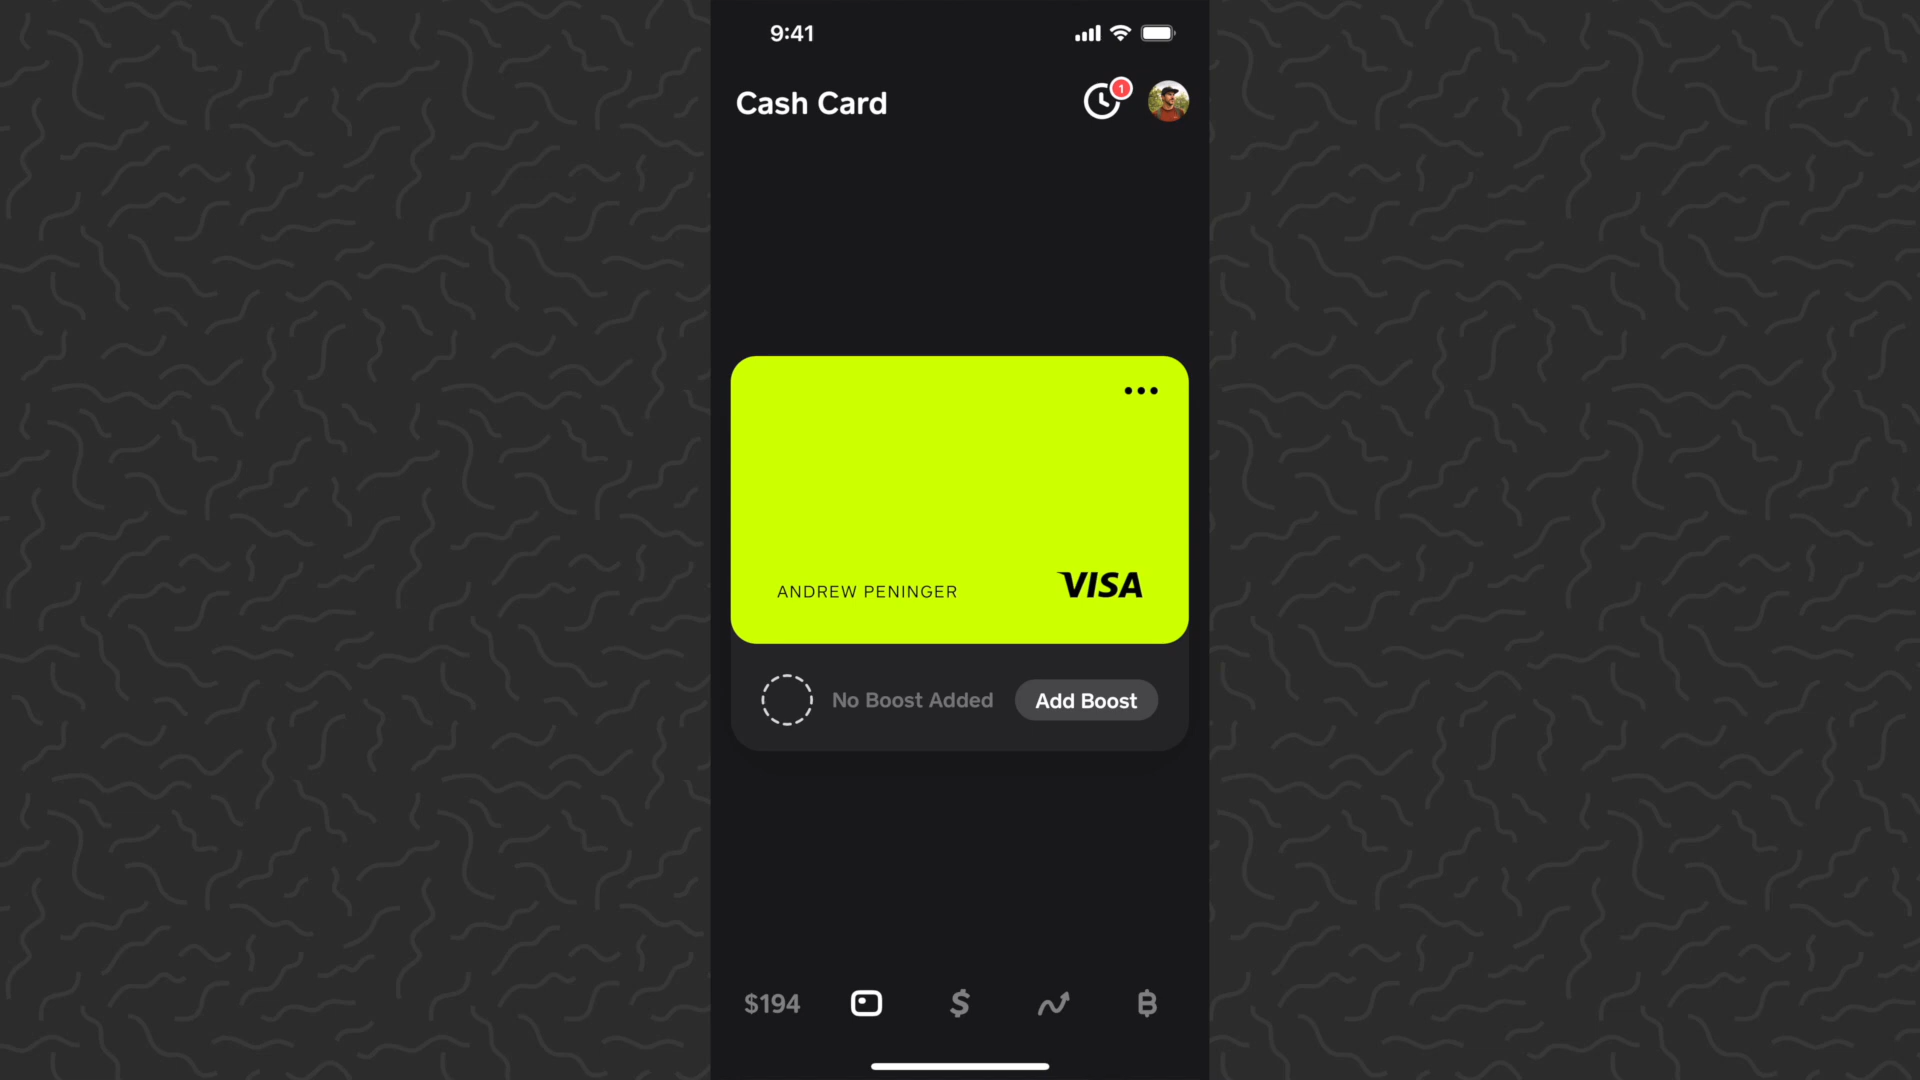 9:41
Cash Card
1
ANDREW PENINGER
VISA
No Boost Added
Add Boost
$194
$